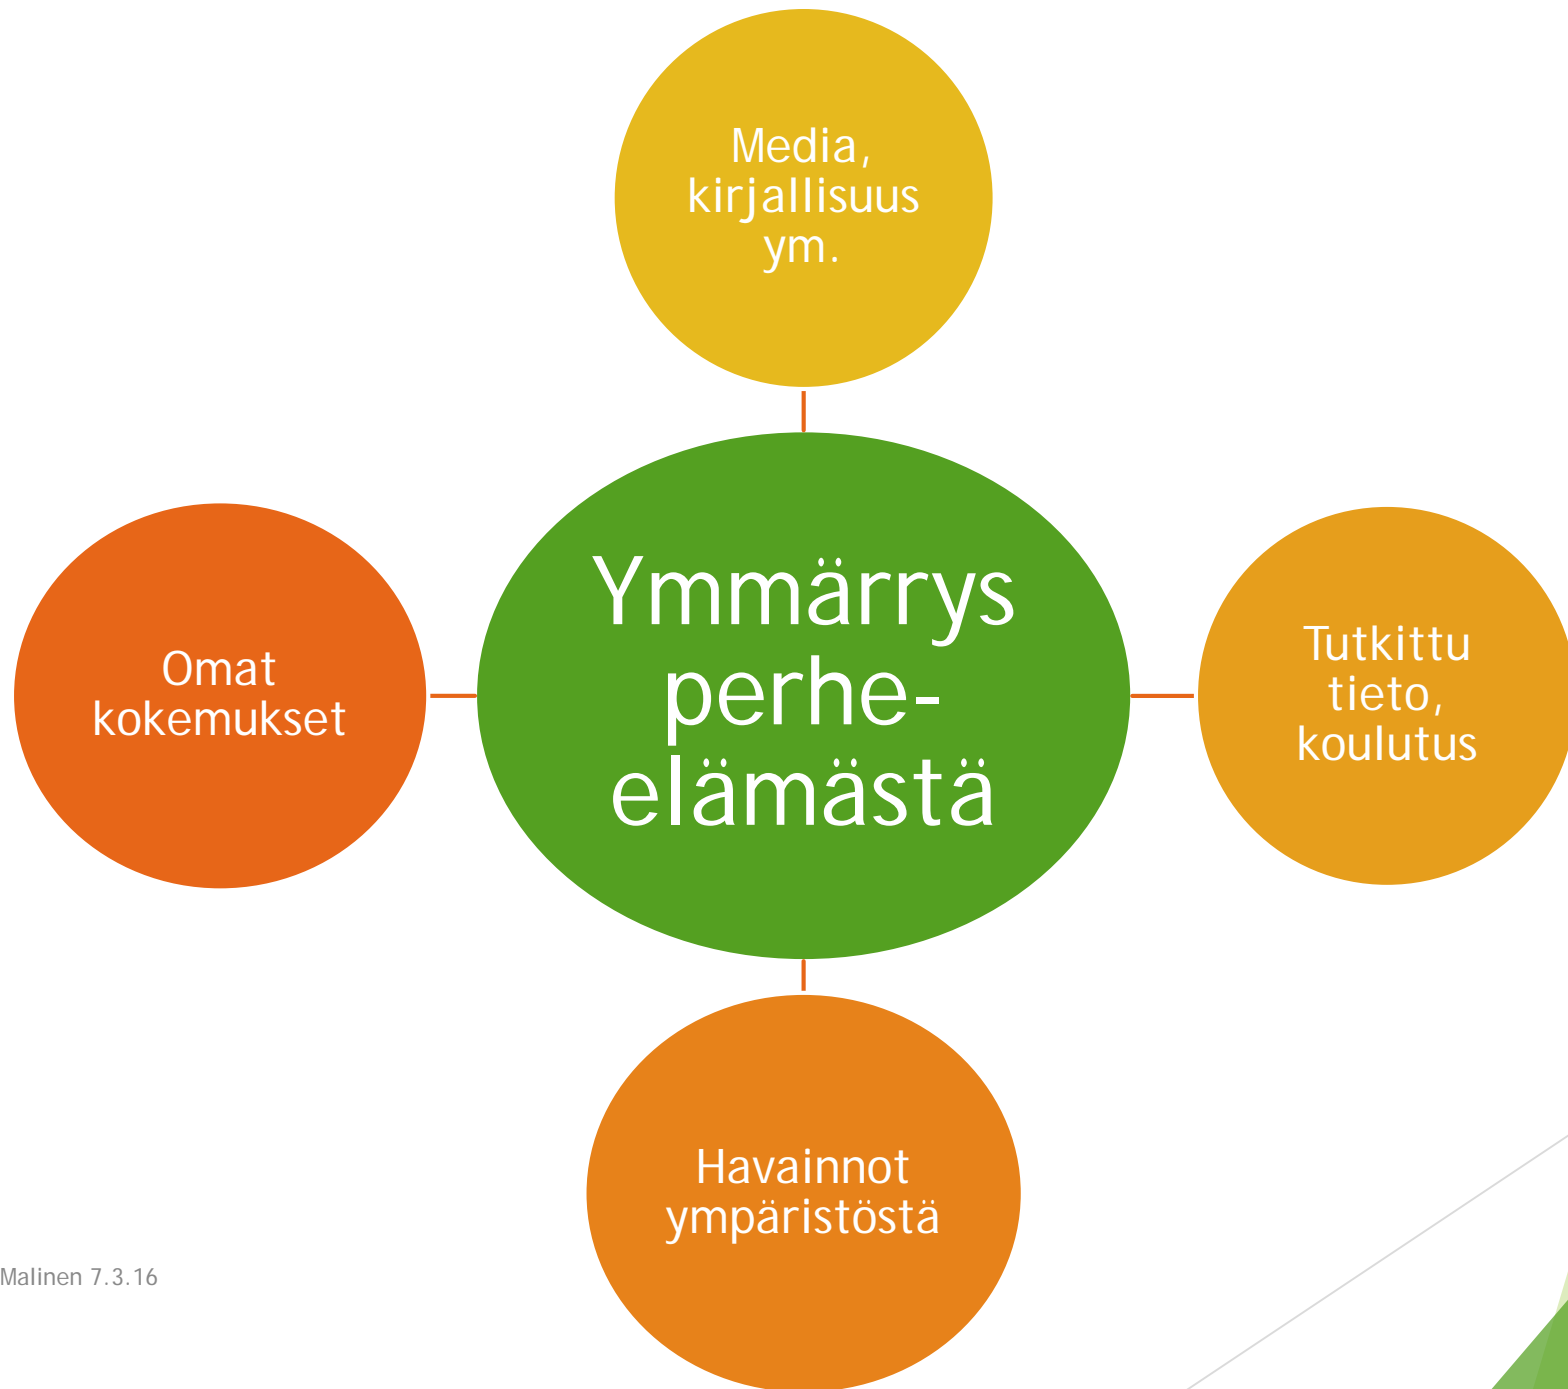 Media,
kirjallisuus
ym.
Omat
kokemukset
Ymmärrys
perhe-
elämästä
Tutkittu
tieto,
koulutus
Havainnot
ympäristöstä
Malinen 7.3.16